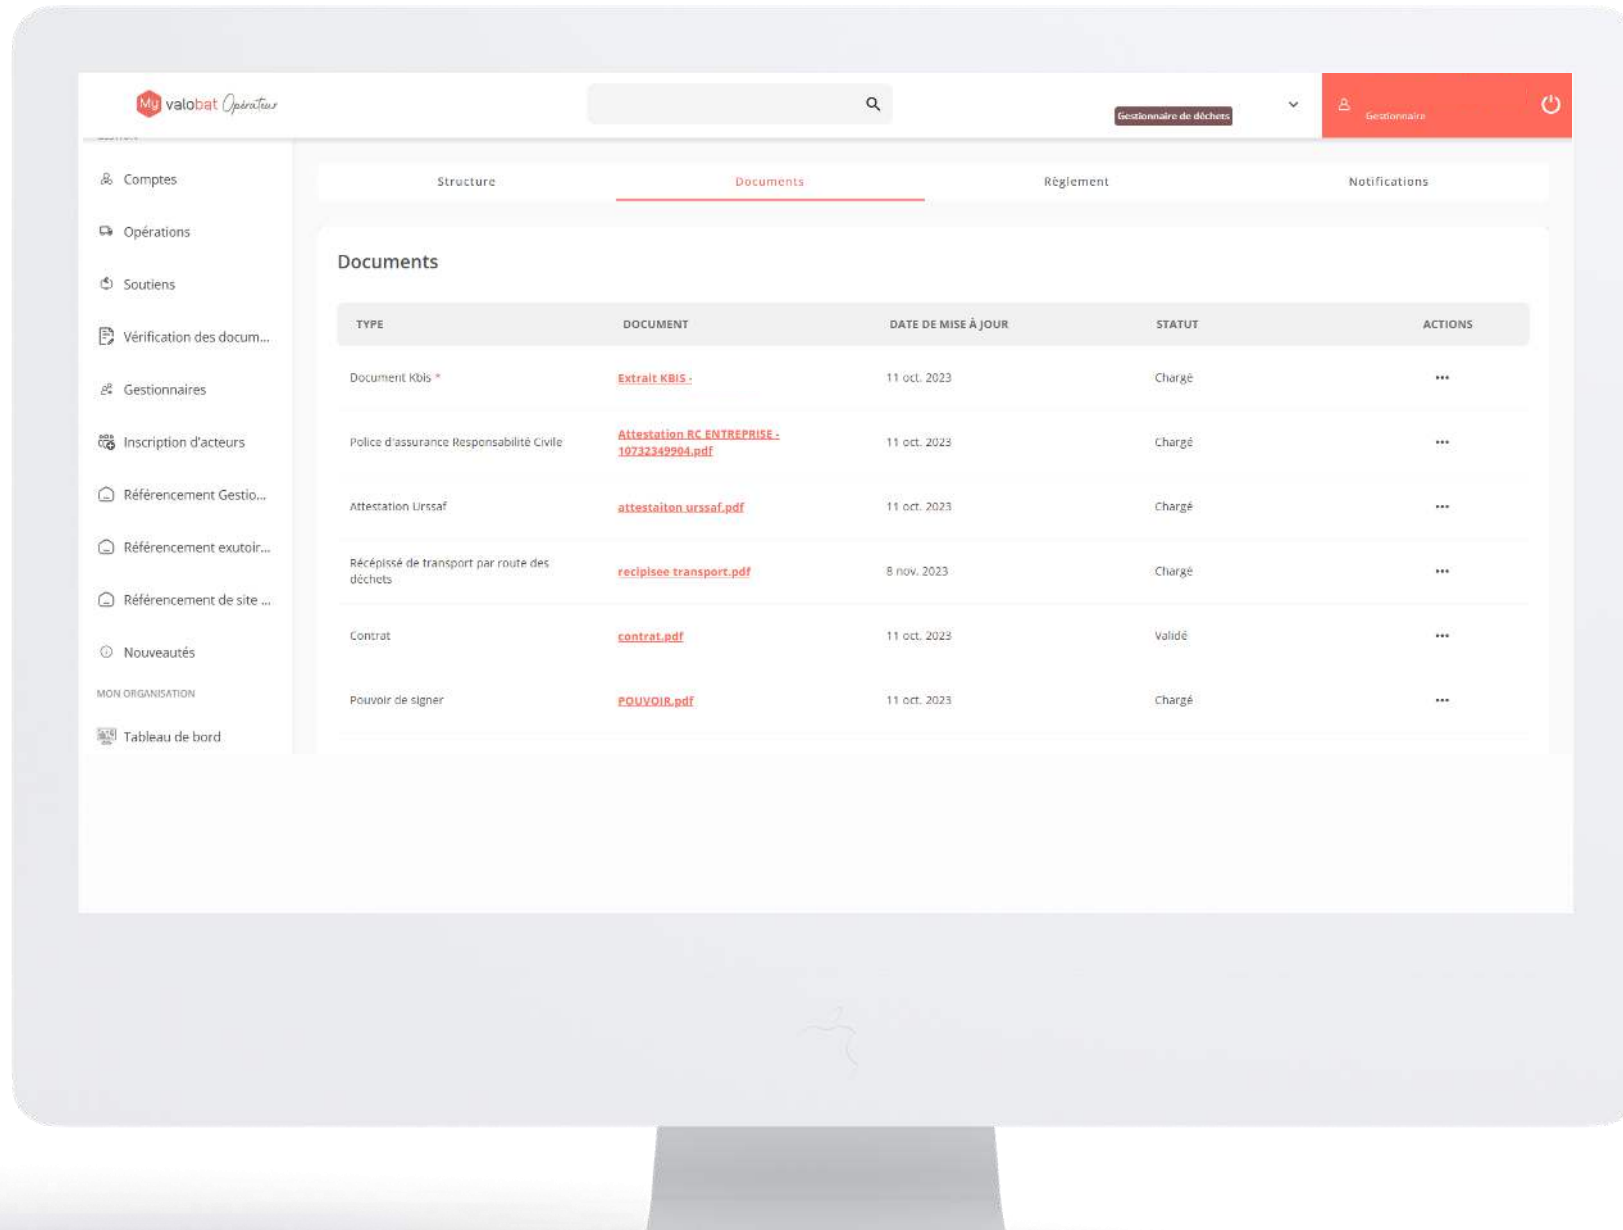 My valobat Opérateur
Gestionnaire de déchets
Gestionnaire
Comptes
Opérations
Soutiens
Vérification des docum...
Gestionnaires
Inscription d'acteurs
Référencement Gestio...
Référencement exutoir...
Référencement de site ...
Nouveautés
MON ORGANISATION
Tableau de bord
Structure
Documents
Règlement
Notifications
Documents
TYPE DOCUMENT DATE DE MISE À JOUR STATUT ACTIONS
Document Kbis * Extrait KBIS - 11 oct. 2023 Chargé ...
Police d'assurance Responsabilité Civile Attestation RC ENTREPRISE -
10732349904.pdf 11 oct. 2023 Chargé ...
Attestation Urssaf attestaiton urssaf.pdf 11 oct. 2023 Chargé ...
Récépissé de transport par route des
déchets recipisee transport.pdf 8 nov. 2023 Chargé ...
Contrat contrat.pdf 11 oct. 2023 Validé ...
Pouvoir de signer POUVOIR.pdf 11 oct. 2023 Chargé ...